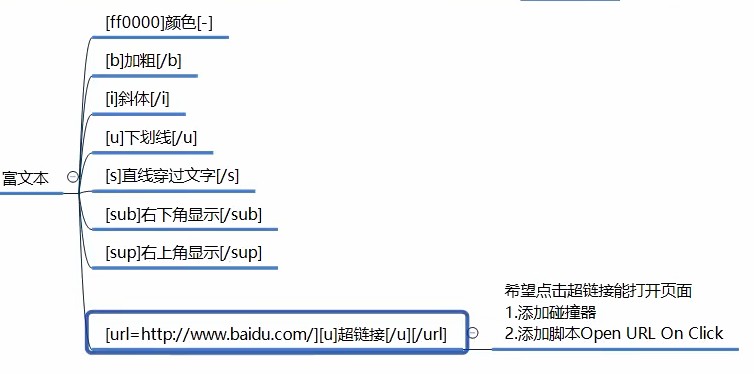 [ff0000]颜色[-]
[b]加粗[/b]
[i]斜体[/i]
[u]下划线[/u]
富文本
[s]直线穿过文字[/s]
[sub]右下角显示[/sub]
[sup]右上角显示[/sup]
[url=http://www.baidu.com/][u]超链接[/u][/url]
希望点击超链接能打开页面
1.添加碰撞器
2.添加脚本Open URL On Click